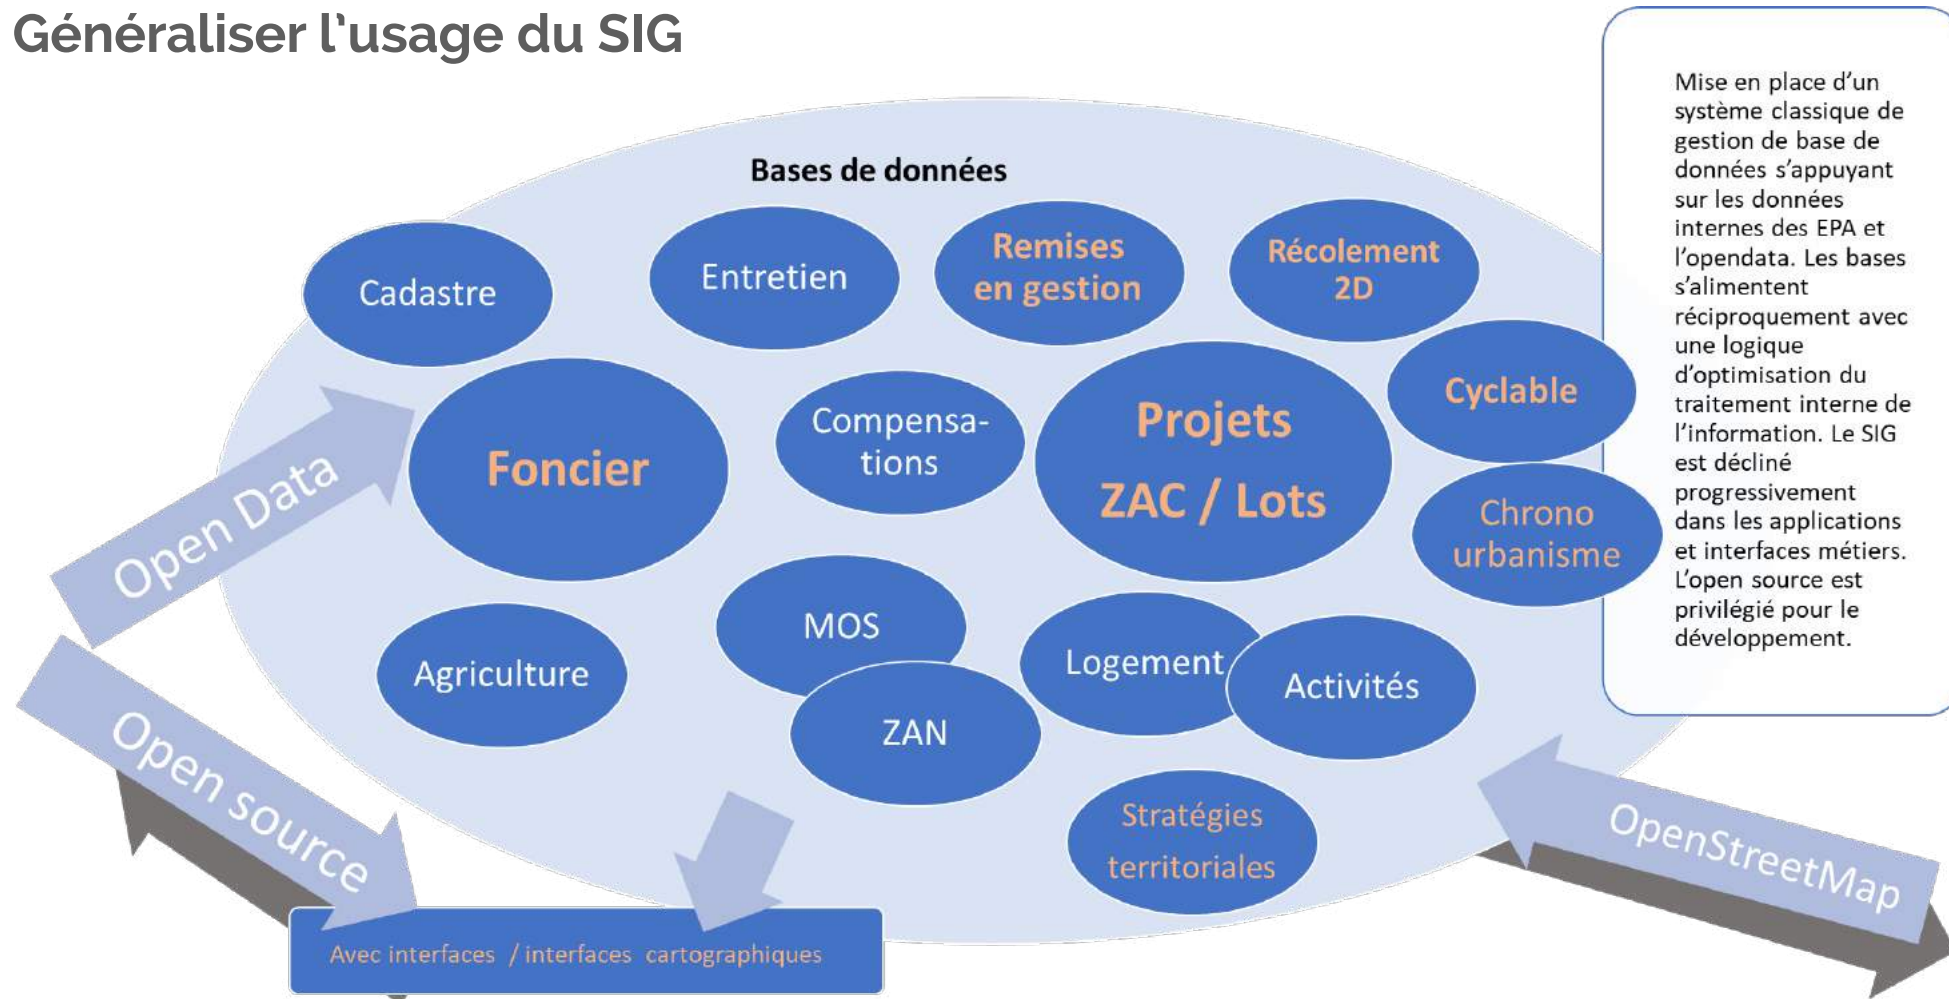 Généraliser l'usage du SIG
Bases de données
Cadastre
Entretien
Remises
en gestion
Récolement
2D
Cyclable
Foncier
Compensa-
tions
Projets
ZAC / Lots
Chrono
urbanisme
Open Data
Agriculture
MOS
ZAN
Logement
Activités
Stratégies
territoriales
Open source
OpenStreetMap
Avec interfaces / interfaces cartographiques
Mise en place d'un
système classique de
gestion de base de
données s'appuyant
sur les données
internes des EPA et
l'opendata. Les bases
s'alimentent
réciproquement avec
une logique
d'optimisation du
traitement interne de
l'information. Le SIG
est décliné
progressivement
dans les applications
et interfaces métiers.
L'open source est
privilégié pour le
développement.